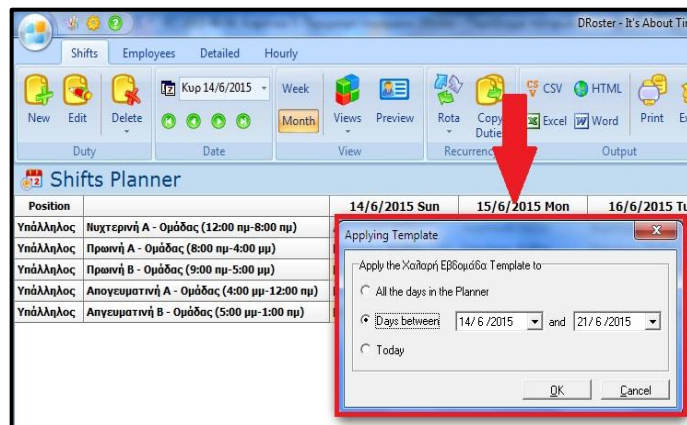 DRoster - It's About Ti
Shifts Employees Detailed Hourly
New Edit Delete Κυρ 14/6/2015 Week Month Views Preview Rota Copy Duties CSV HTML Excel Word Print
Duty Date View Recurrenc Output
Shifts Planner
Position 14/6/2015 Sun 15/6/2015 Mon 16/6/2015 Tu
Υπάλληλος Νυχτερινή Α - Ομάδας (12:00 πμ-8:00 πμ)
Υπάλληλος Πρωινή Α - Ομάδας (8:00 πμ-4:00 μμ)
Υπάλληλος Πρωινή Β - Ομάδας (9:00 πμ-5:00 μμ)
Υπάλληλος Απογευματινή Α - Ομάδας (4:00 μμ-12:00 πμ)
Υπάλληλος Απγευματινή Β - Ομάδας (5:00 μμ-1:00 πμ)
Applying Template
Apply the Χαλαρή Εβδομάδα Template to
All the days in the Planner
Days between 14/ 6 /2015 and 21/ 6 /2015
Today
OK Cancel